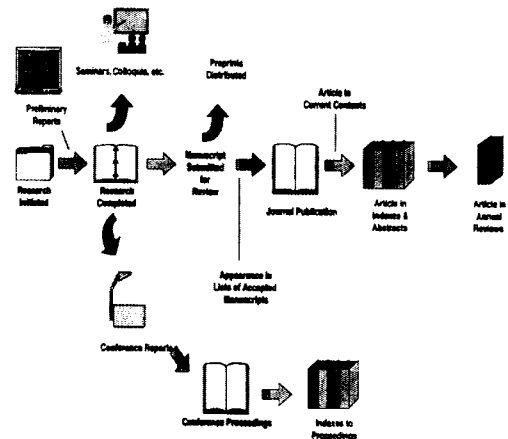 Seminars, Colloquia, etc.
Preprints
Distributed
Preliminary
Reports
Article in
Current Contents
Research
Initiated
Research
Completed
Manuscript
Submitted
for
Review
Journal Publication
Article in
Indexes &
Abstracts
Article in
Annual
Reviews
Appearance in
Lists of Accepted
Manuscripts
Conference Reports
Conference Proceedings
Indexes to
Proceedings